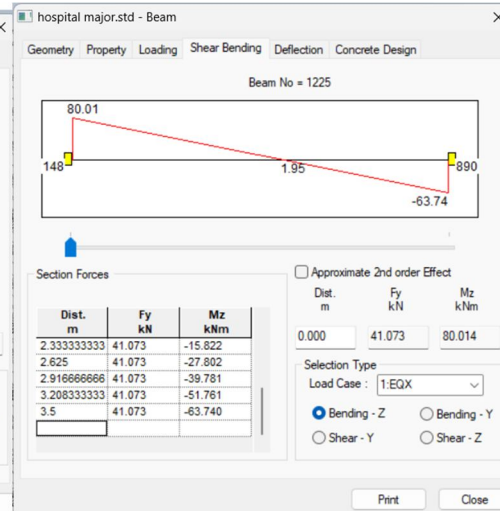 hospital major.std - Beam
Geometry Property Loading Shear Bending Deflection Concrete Design
Beam No = 1225
80.01
148 1.95 890
-63.74
Section Forces
Approximate 2nd order Effect
Dist. Fy Mz
m kN kNm
0.000 41.073 80.014
Dist. Fy Mz
m kN kNm
2.333333333 41.073 -15.822
2.625 41.073 -27.802
2.916666666 41.073 -39.781
3.208333333 41.073 -51.761
3.5 41.073 -63.740
Selection Type
Load Case : 1:EQX
Bending - Z Bending - Y
Shear - Y Shear - Z
Print Close